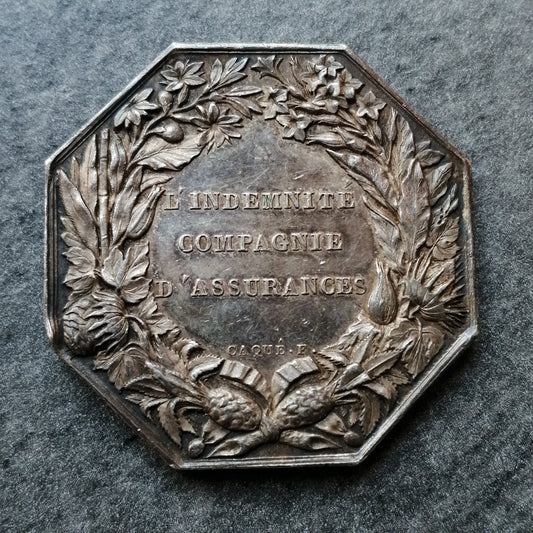 L'INDEMNITÉ
COMPAGNIE
D'ASSURANCES
CAQUÉ·F.